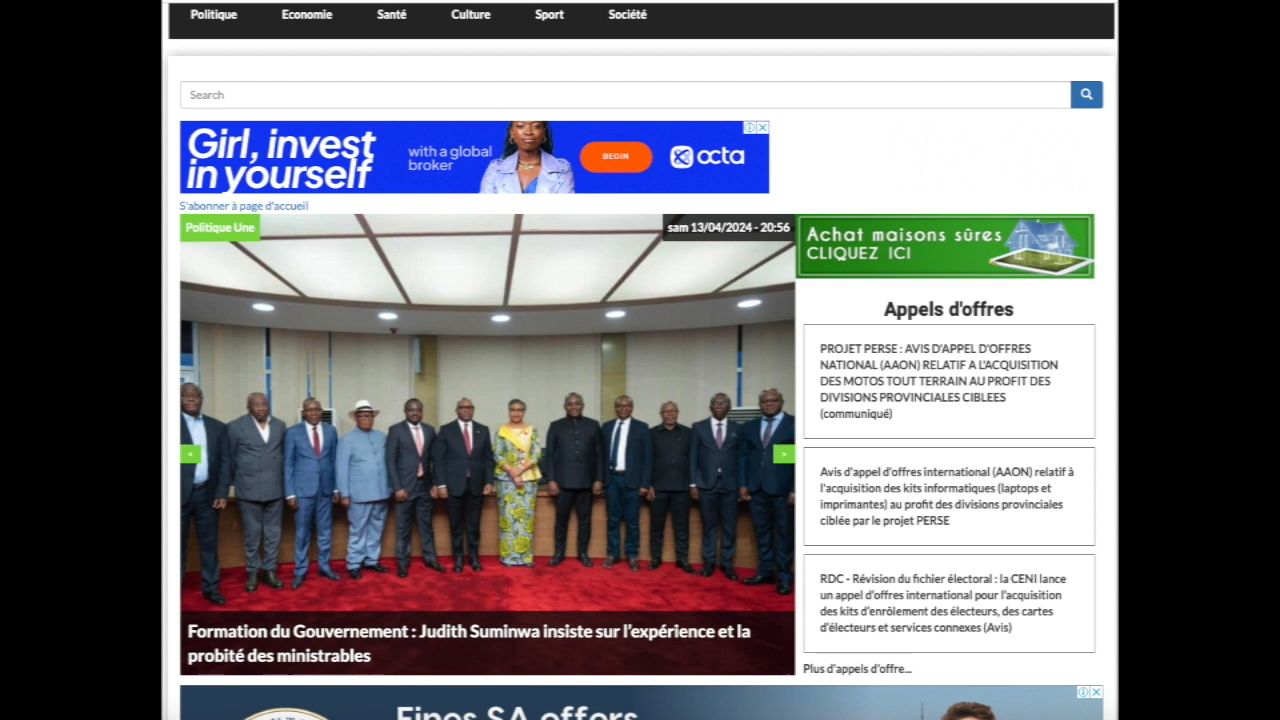 Politique Economie Santé Culture Sport Société
Search
Girl, invest
in yourself
with a global
broker
BEGIN
octa
S'abonner à page d'accueil
Politique Une
sam 13/04/2024 - 20:56
Achat maisons sûres
CLIQUEZ ICI
Appels d'offres
PROJET PERSE : AVIS D'APPEL D'OFFRES
NATIONAL (AAON) RELATIF A L'ACQUISITION
DES MOTOS TOUT TERRAIN AU PROFIT DES
DIVISIONS PROVINCIALES CIBLEES
(communiqué)
Avis d'appel d'offres international (AAON) relatif à
l'acquisition des kits informatiques (laptops et
imprimantes) au profit des divisions provinciales
ciblée par le projet PERSE
RDC - Révision du fichier électoral : la CENI lance
un appel d'offres international pour l'acquisition
des kits d'enrôlement des électeurs, des cartes
d'électeurs et services connexes (Avis)
Plus d'appels d'offre...
<
>
Formation du Gouvernement : Judith Suminwa insiste sur l'expérience et la
probité des ministrables
Fines SA offers